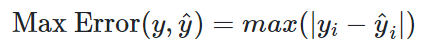 Max Error(y, ŷ) = max(|yᵢ − ŷᵢ|)